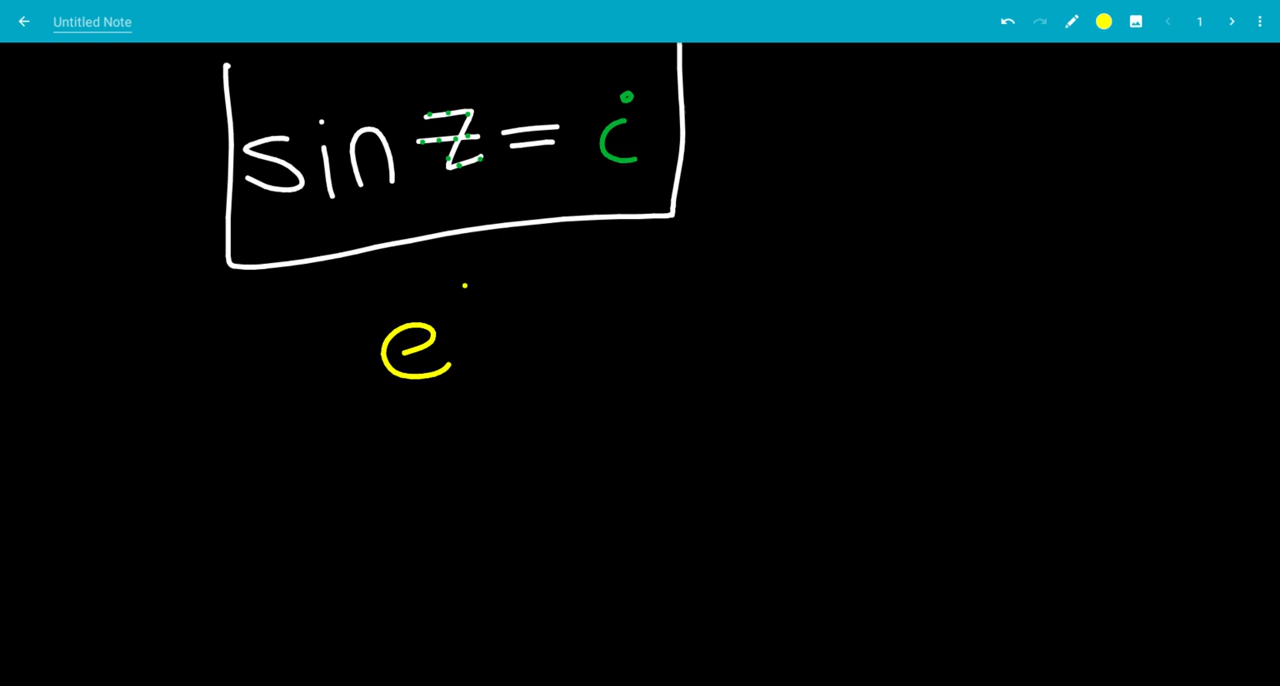 Untitled Note
1
sin z = i
e